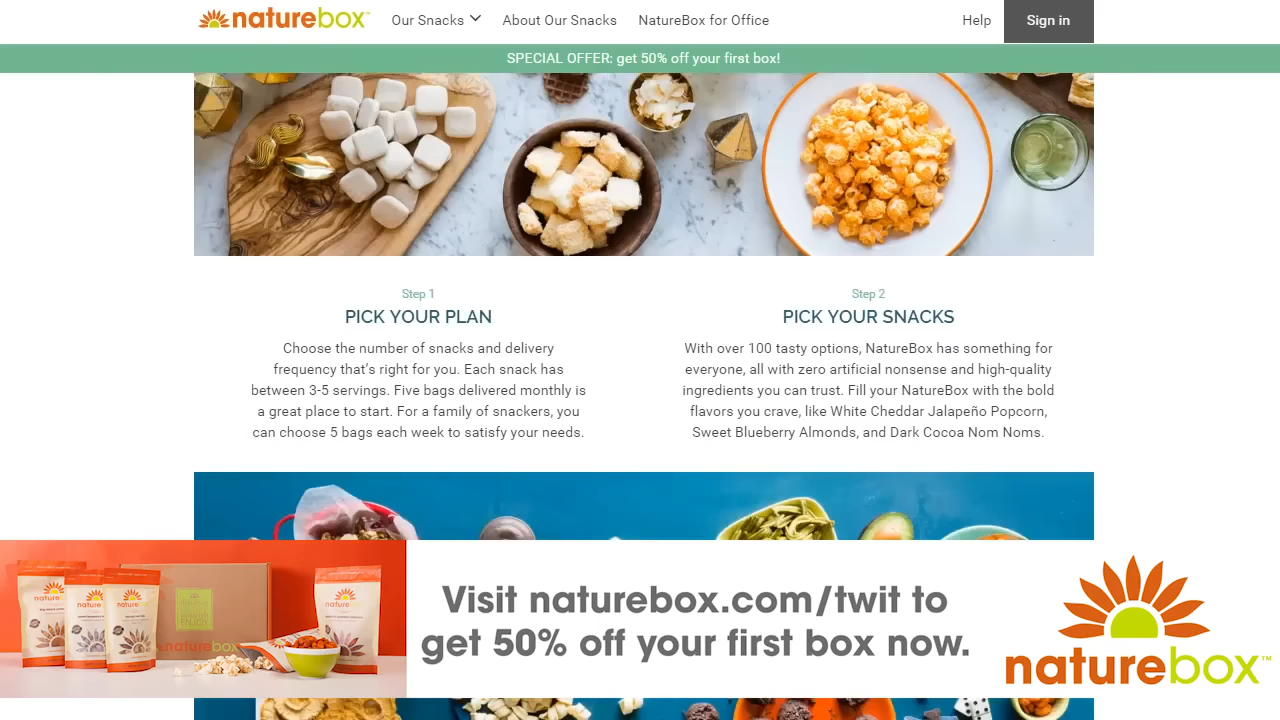 naturebox™
Our Snacks
About Our Snacks
NatureBox for Office
Help
Sign in
SPECIAL OFFER: get 50% off your first box!
Step 1
PICK YOUR PLAN
Choose the number of snacks and delivery
frequency that's right for you. Each snack has
between 3-5 servings. Five bags delivered monthly is
a great place to start. For a family of snackers, you
can choose 5 bags each week to satisfy your needs.
Step 2
PICK YOUR SNACKS
With over 100 tasty options, NatureBox has something for
everyone, all with zero artificial nonsense and high-quality
ingredients you can trust. Fill your NatureBox with the bold
flavors you crave, like White Cheddar Jalapeño Popcorn,
Sweet Blueberry Almonds, and Dark Cocoa Nom Noms.
ENJOY
naturebox
Visit naturebox.com/twit to
get 50% off your first box now.
naturebox™